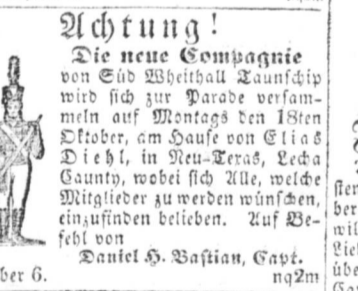 Achtung!
Die neue Compagnie
von Süd Wheithall Taunschip
wird sich zur Parade versam-
meln auf Montags den 18ten
Oktober, am Hause von Elias
Diehl, in Neu-Texas, Lecha
Caunty, wobei sich Alle, welche
Mitglieder zu werden wünschen,
einzufinden belieben. Auf Be-
fehl von
Daniel H. Bastian, Capt.
ber 6. nq2m